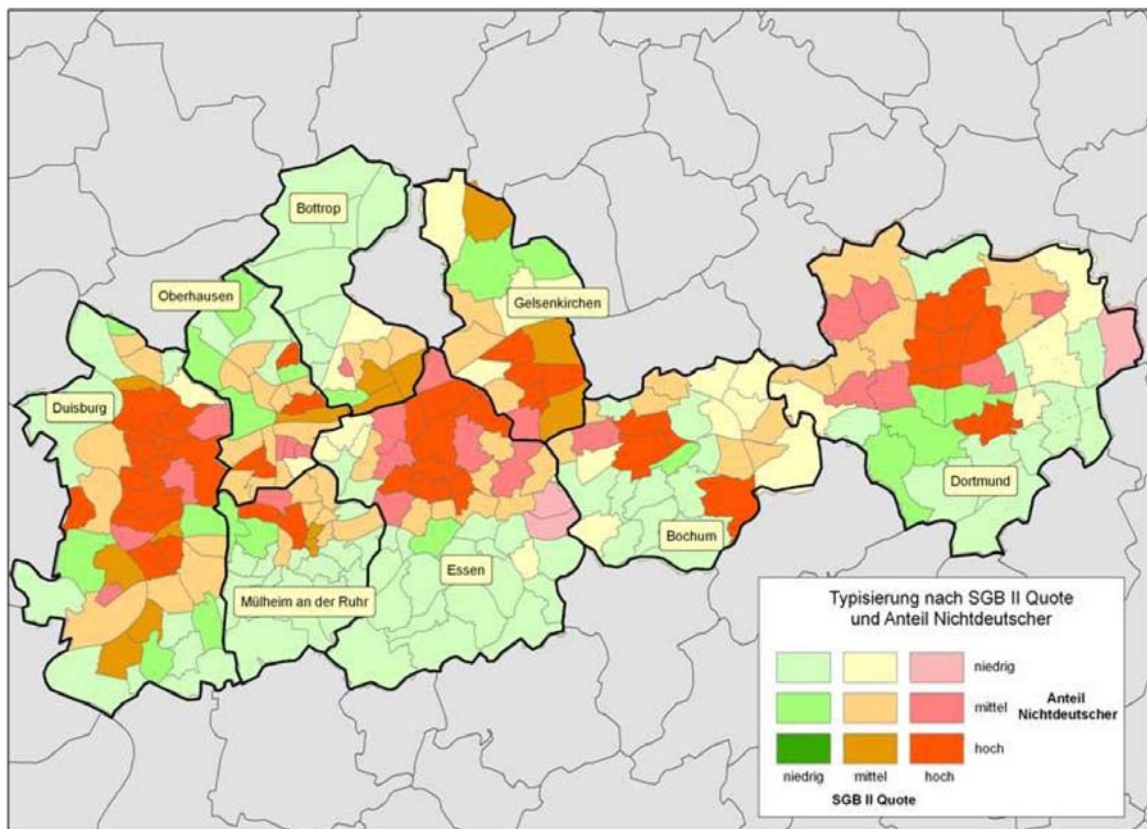 Bottrop
Oberhausen
Gelsenkirchen
Duisburg
Dortmund
Bochum
Essen
Mülheim an der Ruhr
Typisierung nach SGB II Quote
und Anteil Nichtdeutscher
niedrig
mittel
Anteil
Nichtdeutscher
hoch
niedrig mittel hoch
SGB II Quote